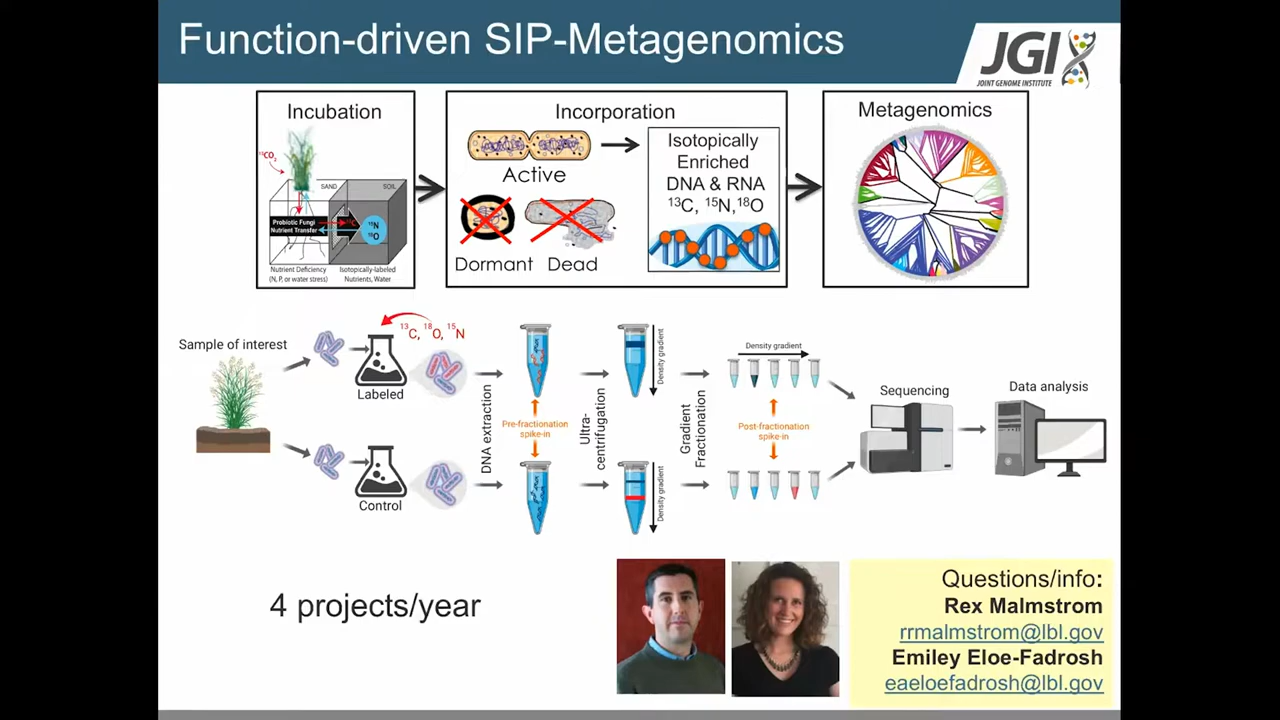 Function-driven SIP-Metagenomics
JGI
JOINT GENOME INSTITUTE
Incubation
CO₂
SAND
SOIL
Probiotic Fungi
Nutrient Transfer
¹⁵N
¹⁸O
Nutrient Deficiency
(N, P, or water stress)
Isotopically-labeled
Nutrients, Water
Incorporation
Active
Dormant
Dead
Isotopically
Enriched
DNA & RNA
¹³C, ¹⁵N,¹⁸O
Metagenomics
Sample of interest
¹³C, ¹⁸O, ¹⁵N
Labeled
Control
DNA extraction
Pre-fractionation
spike-in
Ultra-
centrifugation
Density gradient
Density gradient
Gradient
Fractionation
Density gradient
Post-fractionation
spike-in
Sequencing
Data analysis
4 projects/year
Questions/info:
Rex Malmstrom
rrmalmstrom@lbl.gov
Emiley Eloe-Fadrosh
eaeloefadrosh@lbl.gov